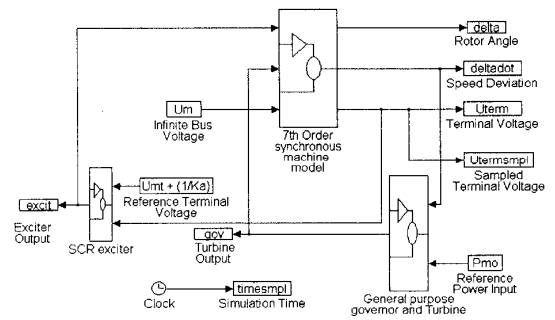 delta
Rotor Angle
deltadot
Speed Deviation
Um
Infinite Bus
Voltage
7th Order
synchronous
machine
model
Uterm
Terminal Voltage
Utermsmpl
Sampled
Terminal Voltage
Umt + (1/Ka)
Reference Terminal
Voltage
excit
Exciter
Output
SCR exciter
gov
Turbine
Output
Pmo
Reference
Power Input
General purpose
governor and Turbine
Clock
timesmpl
Simulation Time